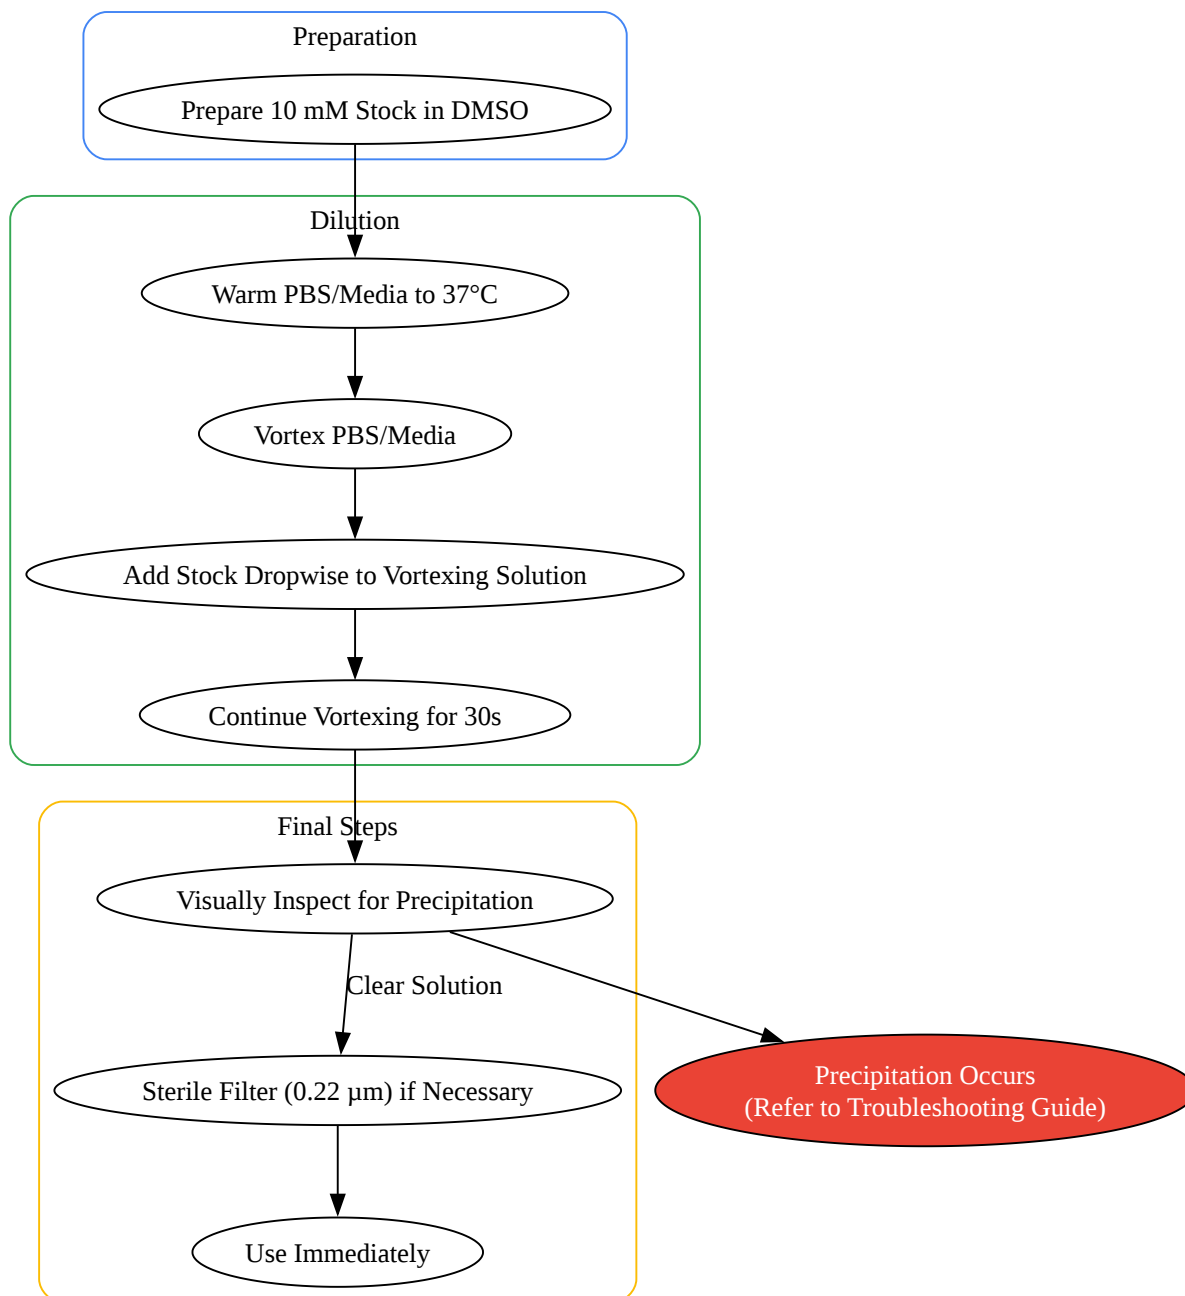 Preparation
Prepare 10 mM Stock in DMSO
Dilution
Warm PBS/Media to 37°C
Vortex PBS/Media
Add Stock Dropwise to Vortexing Solution
Continue Vortexing for 30s
Final Steps
Visually Inspect for Precipitation
Clear Solution
Sterile Filter (0.22 µm) if Necessary
Precipitation Occurs
(Refer to Troubleshooting Guide)
Use Immediately